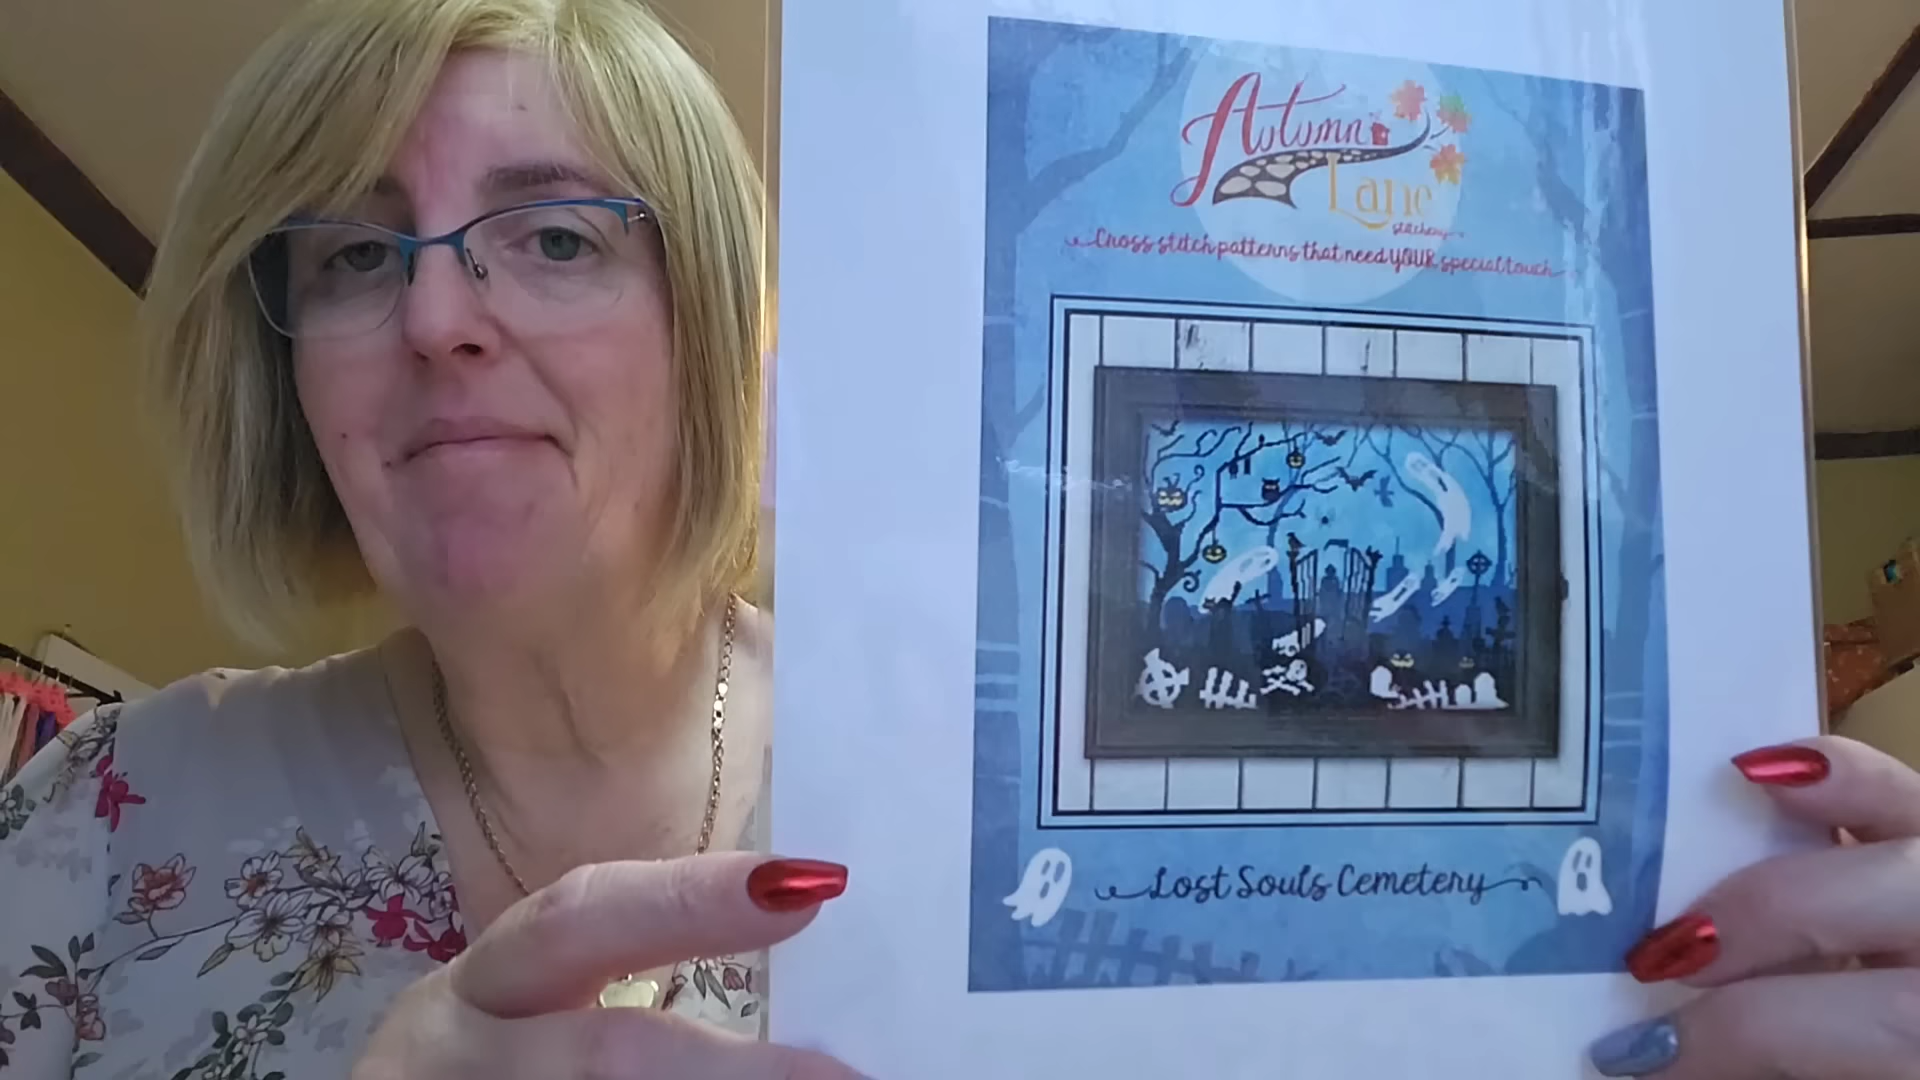 Autumn
Lane
stitchery
Cross stitch patterns that need YOUR special touch
Lost Souls Cemetery